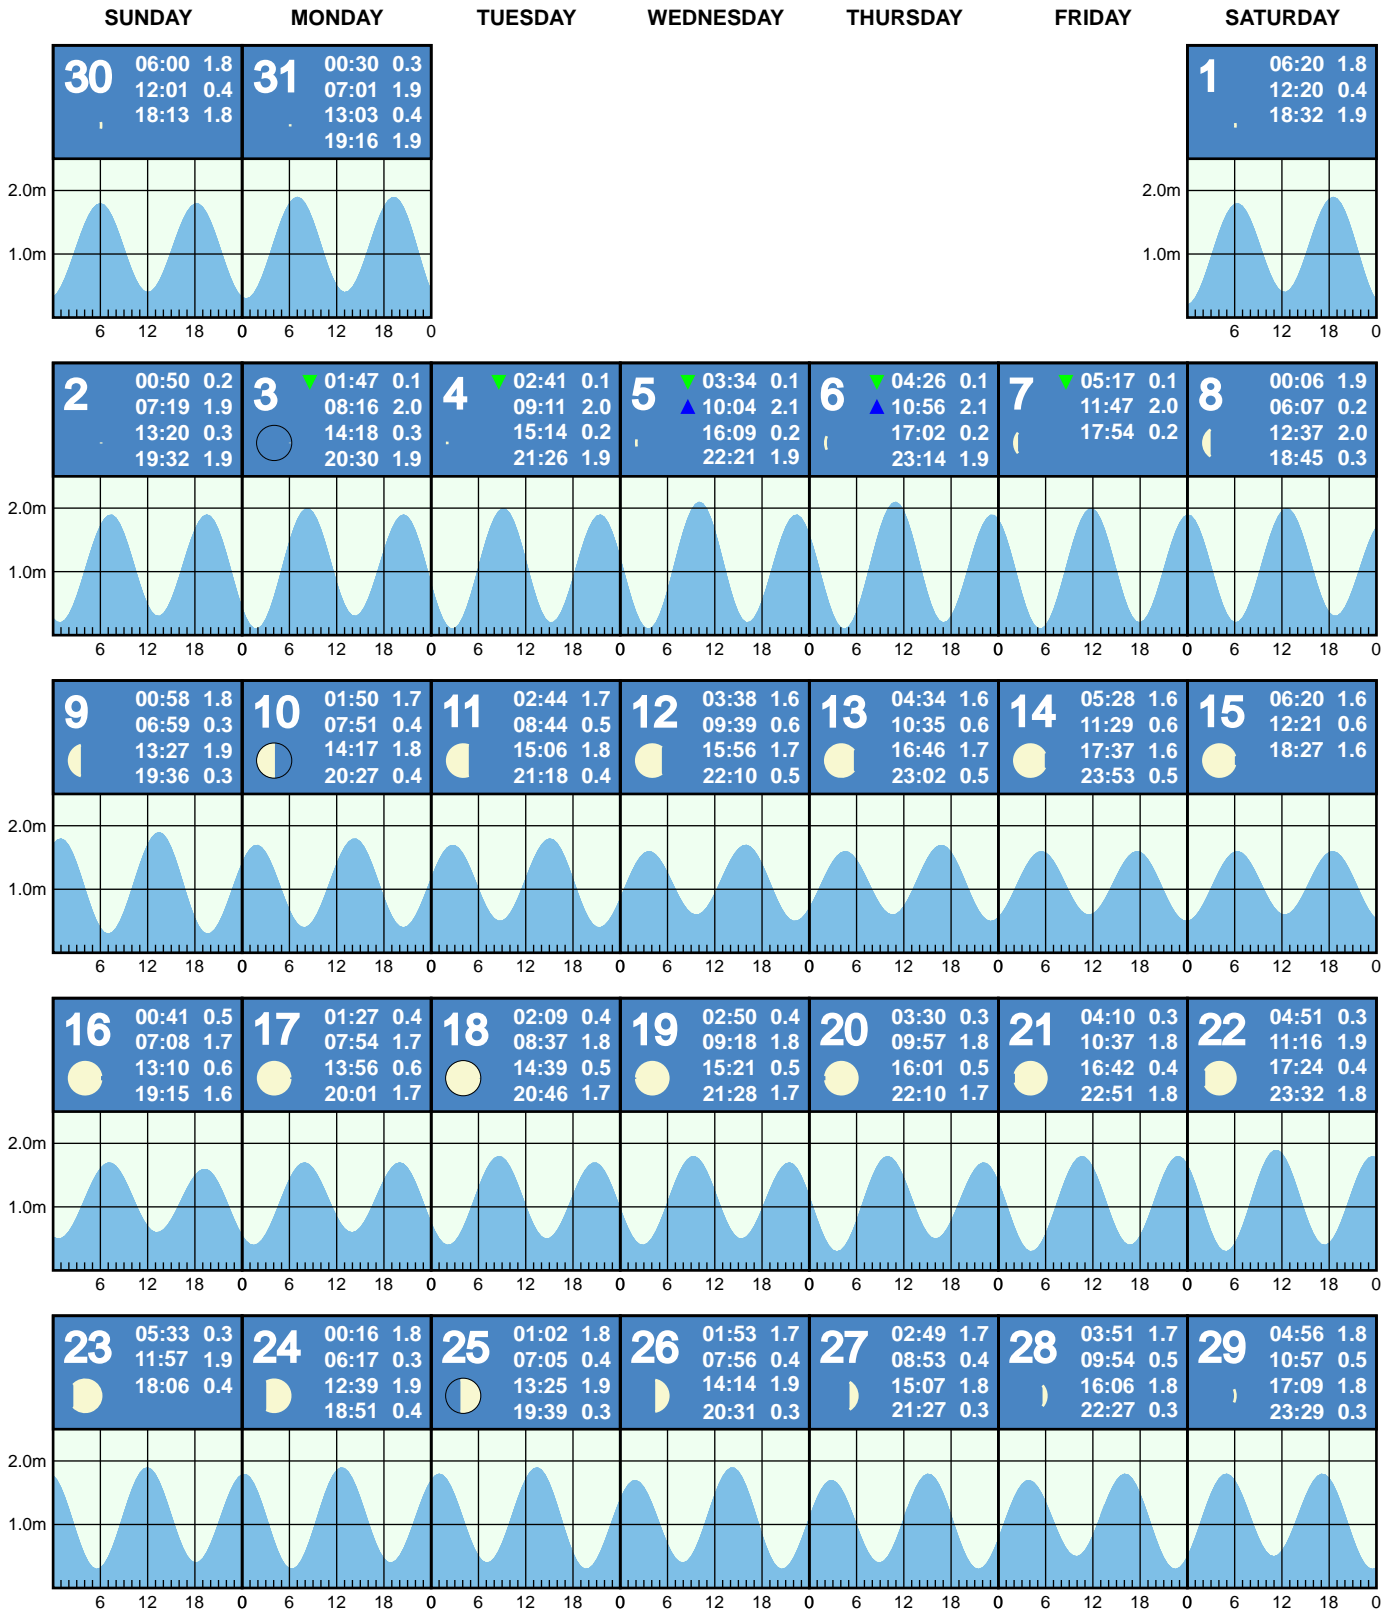 SUNDAY MONDAY TUESDAY WEDNESDAY THURSDAY FRIDAY SATURDAY
30 06:00 1.8 31 00:30 0.3 1 06:20 1.8
12:01 0.4 07:01 1.9 12:20 0.4
18:13 1.8 13:03 0.4 18:32 1.9
19:16 1.9
2.0m 2.0m
1.0m 1.0m
6 12 18 0 0 6 12 18 0 6 12 18 0
2 00:50 0.2 3 01:47 0.1 4 02:41 0.1 5 03:34 0.1 6 04:26 0.1 7 05:17 0.1 8 00:06 1.9
07:19 1.9 08:16 2.0 09:11 2.0 10:04 2.1 10:56 2.1 11:47 2.0 06:07 0.2
13:20 0.3 14:18 0.3 15:14 0.2 16:09 0.2 17:02 0.2 17:54 0.2 12:37 2.0
19:32 1.9 20:30 1.9 21:26 1.9 22:21 1.9 23:14 1.9 18:45 0.3
2.0m
1.0m
6 12 18 0 0 6 12 18 0 6 12 18 0 0 6 12 18 0 6 12 18 0 6 12 18 0 6 12 18 0
9 00:58 1.8 10 01:50 1.7 11 02:44 1.7 12 03:38 1.6 13 04:34 1.6 14 05:28 1.6 15 06:20 1.6
06:59 0.3 07:51 0.4 08:44 0.5 09:39 0.6 10:35 0.6 11:29 0.6 12:21 0.6
13:27 1.9 14:17 1.8 15:06 1.8 15:56 1.7 16:46 1.7 17:37 1.6 18:27 1.6
19:36 0.3 20:27 0.4 21:18 0.4 22:10 0.5 23:02 0.5 23:53 0.5
2.0m
1.0m
6 12 18 0 0 6 12 18 0 6 12 18 0 0 6 12 18 0 6 12 18 0 6 12 18 0 6 12 18 0
16 00:41 0.5 17 01:27 0.4 18 02:09 0.4 19 02:50 0.4 20 03:30 0.3 21 04:10 0.3 22 04:51 0.3
07:08 1.7 07:54 1.7 08:37 1.8 09:18 1.8 09:57 1.8 10:37 1.8 11:16 1.9
13:10 0.6 13:56 0.6 14:39 0.5 15:21 0.5 16:01 0.5 16:42 0.4 17:24 0.4
19:15 1.6 20:01 1.7 20:46 1.7 21:28 1.7 22:10 1.7 22:51 1.8 23:32 1.8
2.0m
1.0m
6 12 18 0 0 6 12 18 0 6 12 18 0 0 6 12 18 0 6 12 18 0 6 12 18 0 6 12 18 0
23 05:33 0.3 24 00:16 1.8 25 01:02 1.8 26 01:53 1.7 27 02:49 1.7 28 03:51 1.7 29 04:56 1.8
11:57 1.9 06:17 0.3 07:05 0.4 07:56 0.4 08:53 0.4 09:54 0.5 10:57 0.5
18:06 0.4 12:39 1.9 13:25 1.9 14:14 1.9 15:07 1.8 16:06 1.8 17:09 1.8
18:51 0.4 19:39 0.3 20:31 0.3 21:27 0.3 22:27 0.3 23:29 0.3
2.0m
1.0m
6 12 18 0 0 6 12 18 0 6 12 18 0 0 6 12 18 0 6 12 18 0 6 12 18 0 6 12 18 0